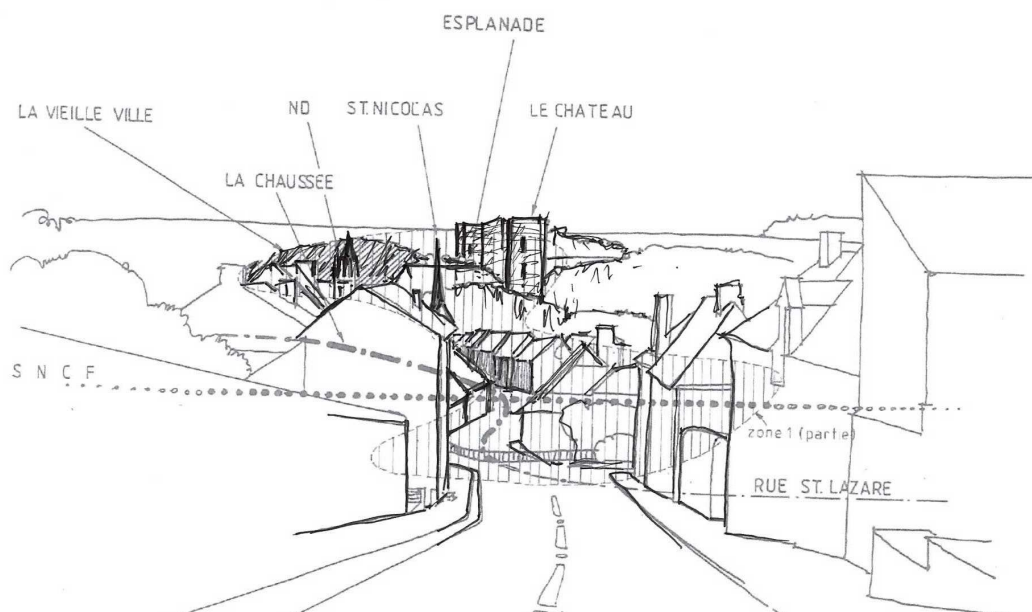 ESPLANADE
LA VIEILLE VILLE
ND
ST. NICOLAS
LE CHATEAU
LA CHAUSSEE
S N C F
zone 1 (partie)
RUE ST. LAZARE